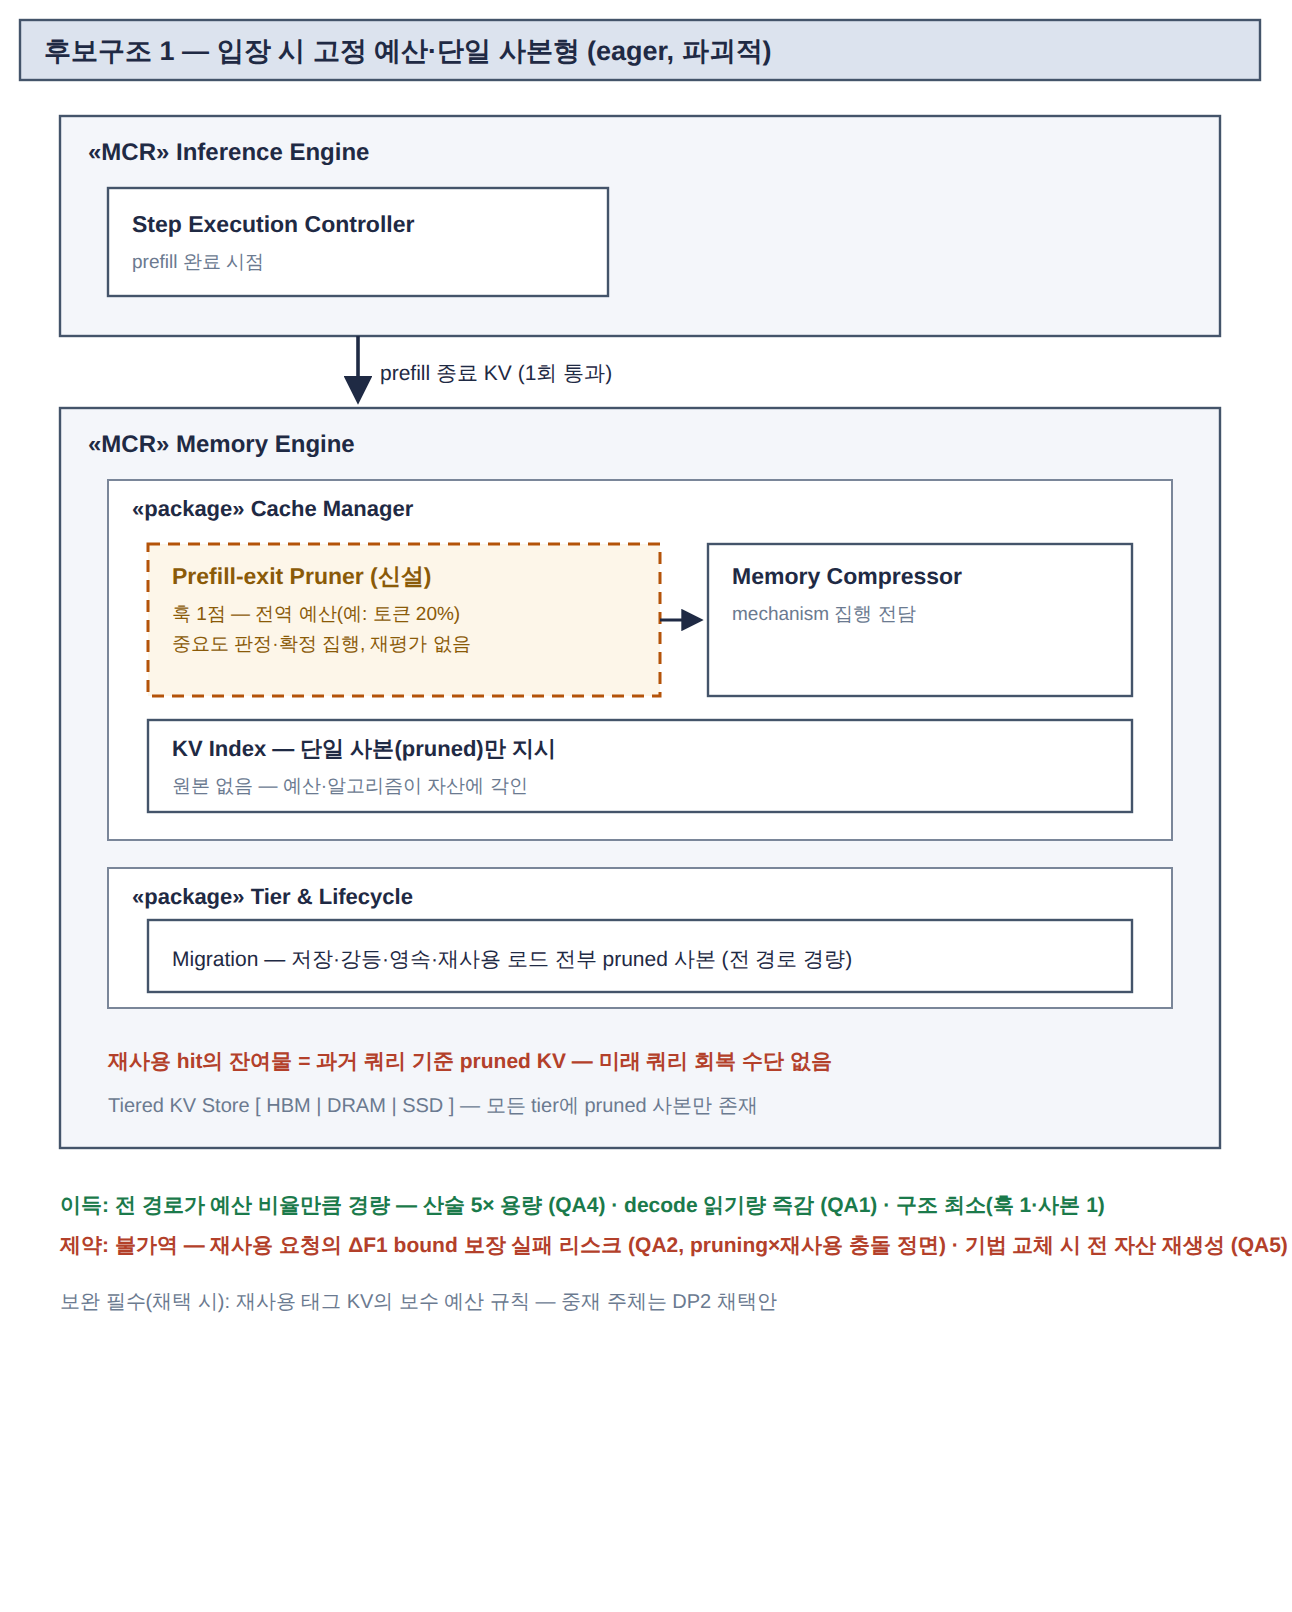 후보구조 1 — 입장 시 고정 예산·단일 사본형 (eager, 파괴적)
«MCR» Inference Engine
Step Execution Controller
prefill 완료 시점
prefill 종료 KV (1회 통과)
«MCR» Memory Engine
«package» Cache Manager
Prefill-exit Pruner (신설)
훅 1점 — 전역 예산(예: 토큰 20%)
중요도 판정·확정 집행, 재평가 없음
Memory Compressor
mechanism 집행 전담
KV Index — 단일 사본(pruned)만 지시
원본 없음 — 예산·알고리즘이 자산에 각인
«package» Tier & Lifecycle
Migration — 저장·강등·영속·재사용 로드 전부 pruned 사본 (전 경로 경량)
재사용 hit의 잔여물 = 과거 쿼리 기준 pruned KV — 미래 쿼리 회복 수단 없음
Tiered KV Store [ HBM | DRAM | SSD ] — 모든 tier에 pruned 사본만 존재
이득: 전 경로가 예산 비율만큼 경량 — 산술 5× 용량 (QA4) · decode 읽기량 즉감 (QA1) · 구조 최소(훅 1·사본 1)
제약: 불가역 — 재사용 요청의 ΔF1 bound 보장 실패 리스크 (QA2, pruning×재사용 충돌 정면) · 기법 교체 시 전 자산 재생성 (QA5)
보완 필수(채택 시): 재사용 태그 KV의 보수 예산 규칙 — 중재 주체는 DP2 채택안